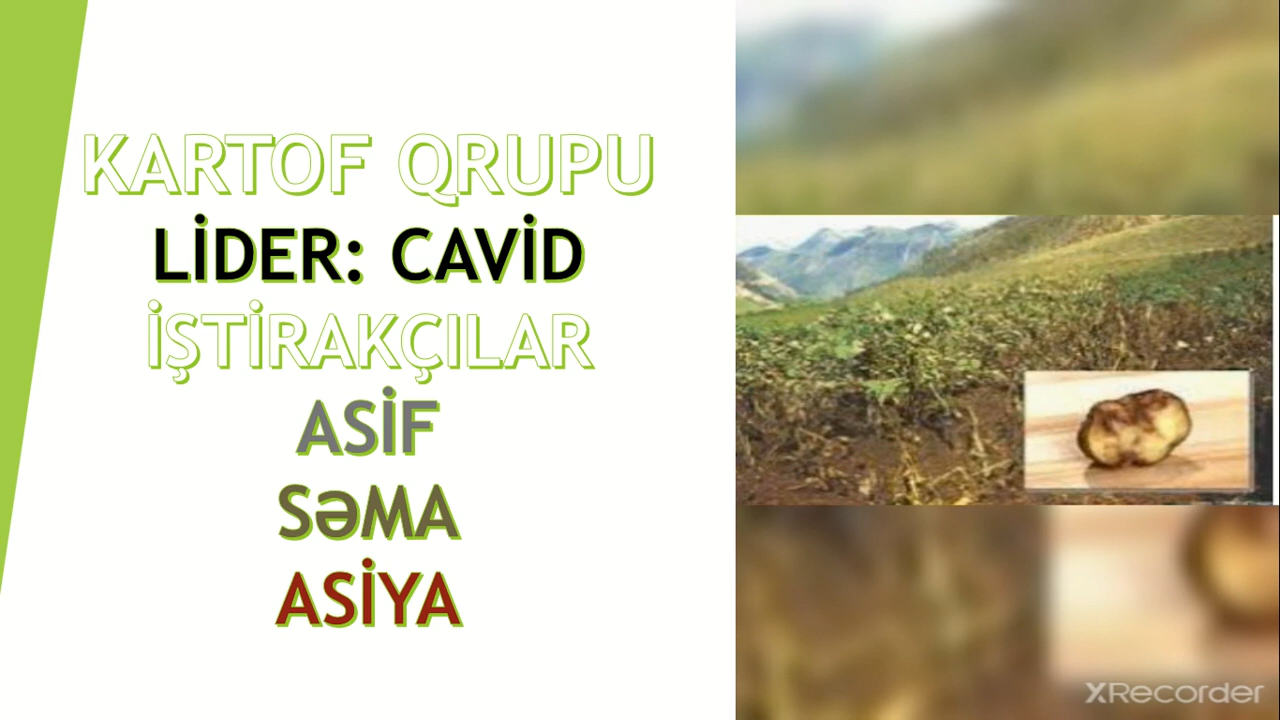 KARTOF QRUPU
LİDER: CAVİD
İŞTİRAKÇILAR
ASİF
SƏMA
ASİYA
XRecorder